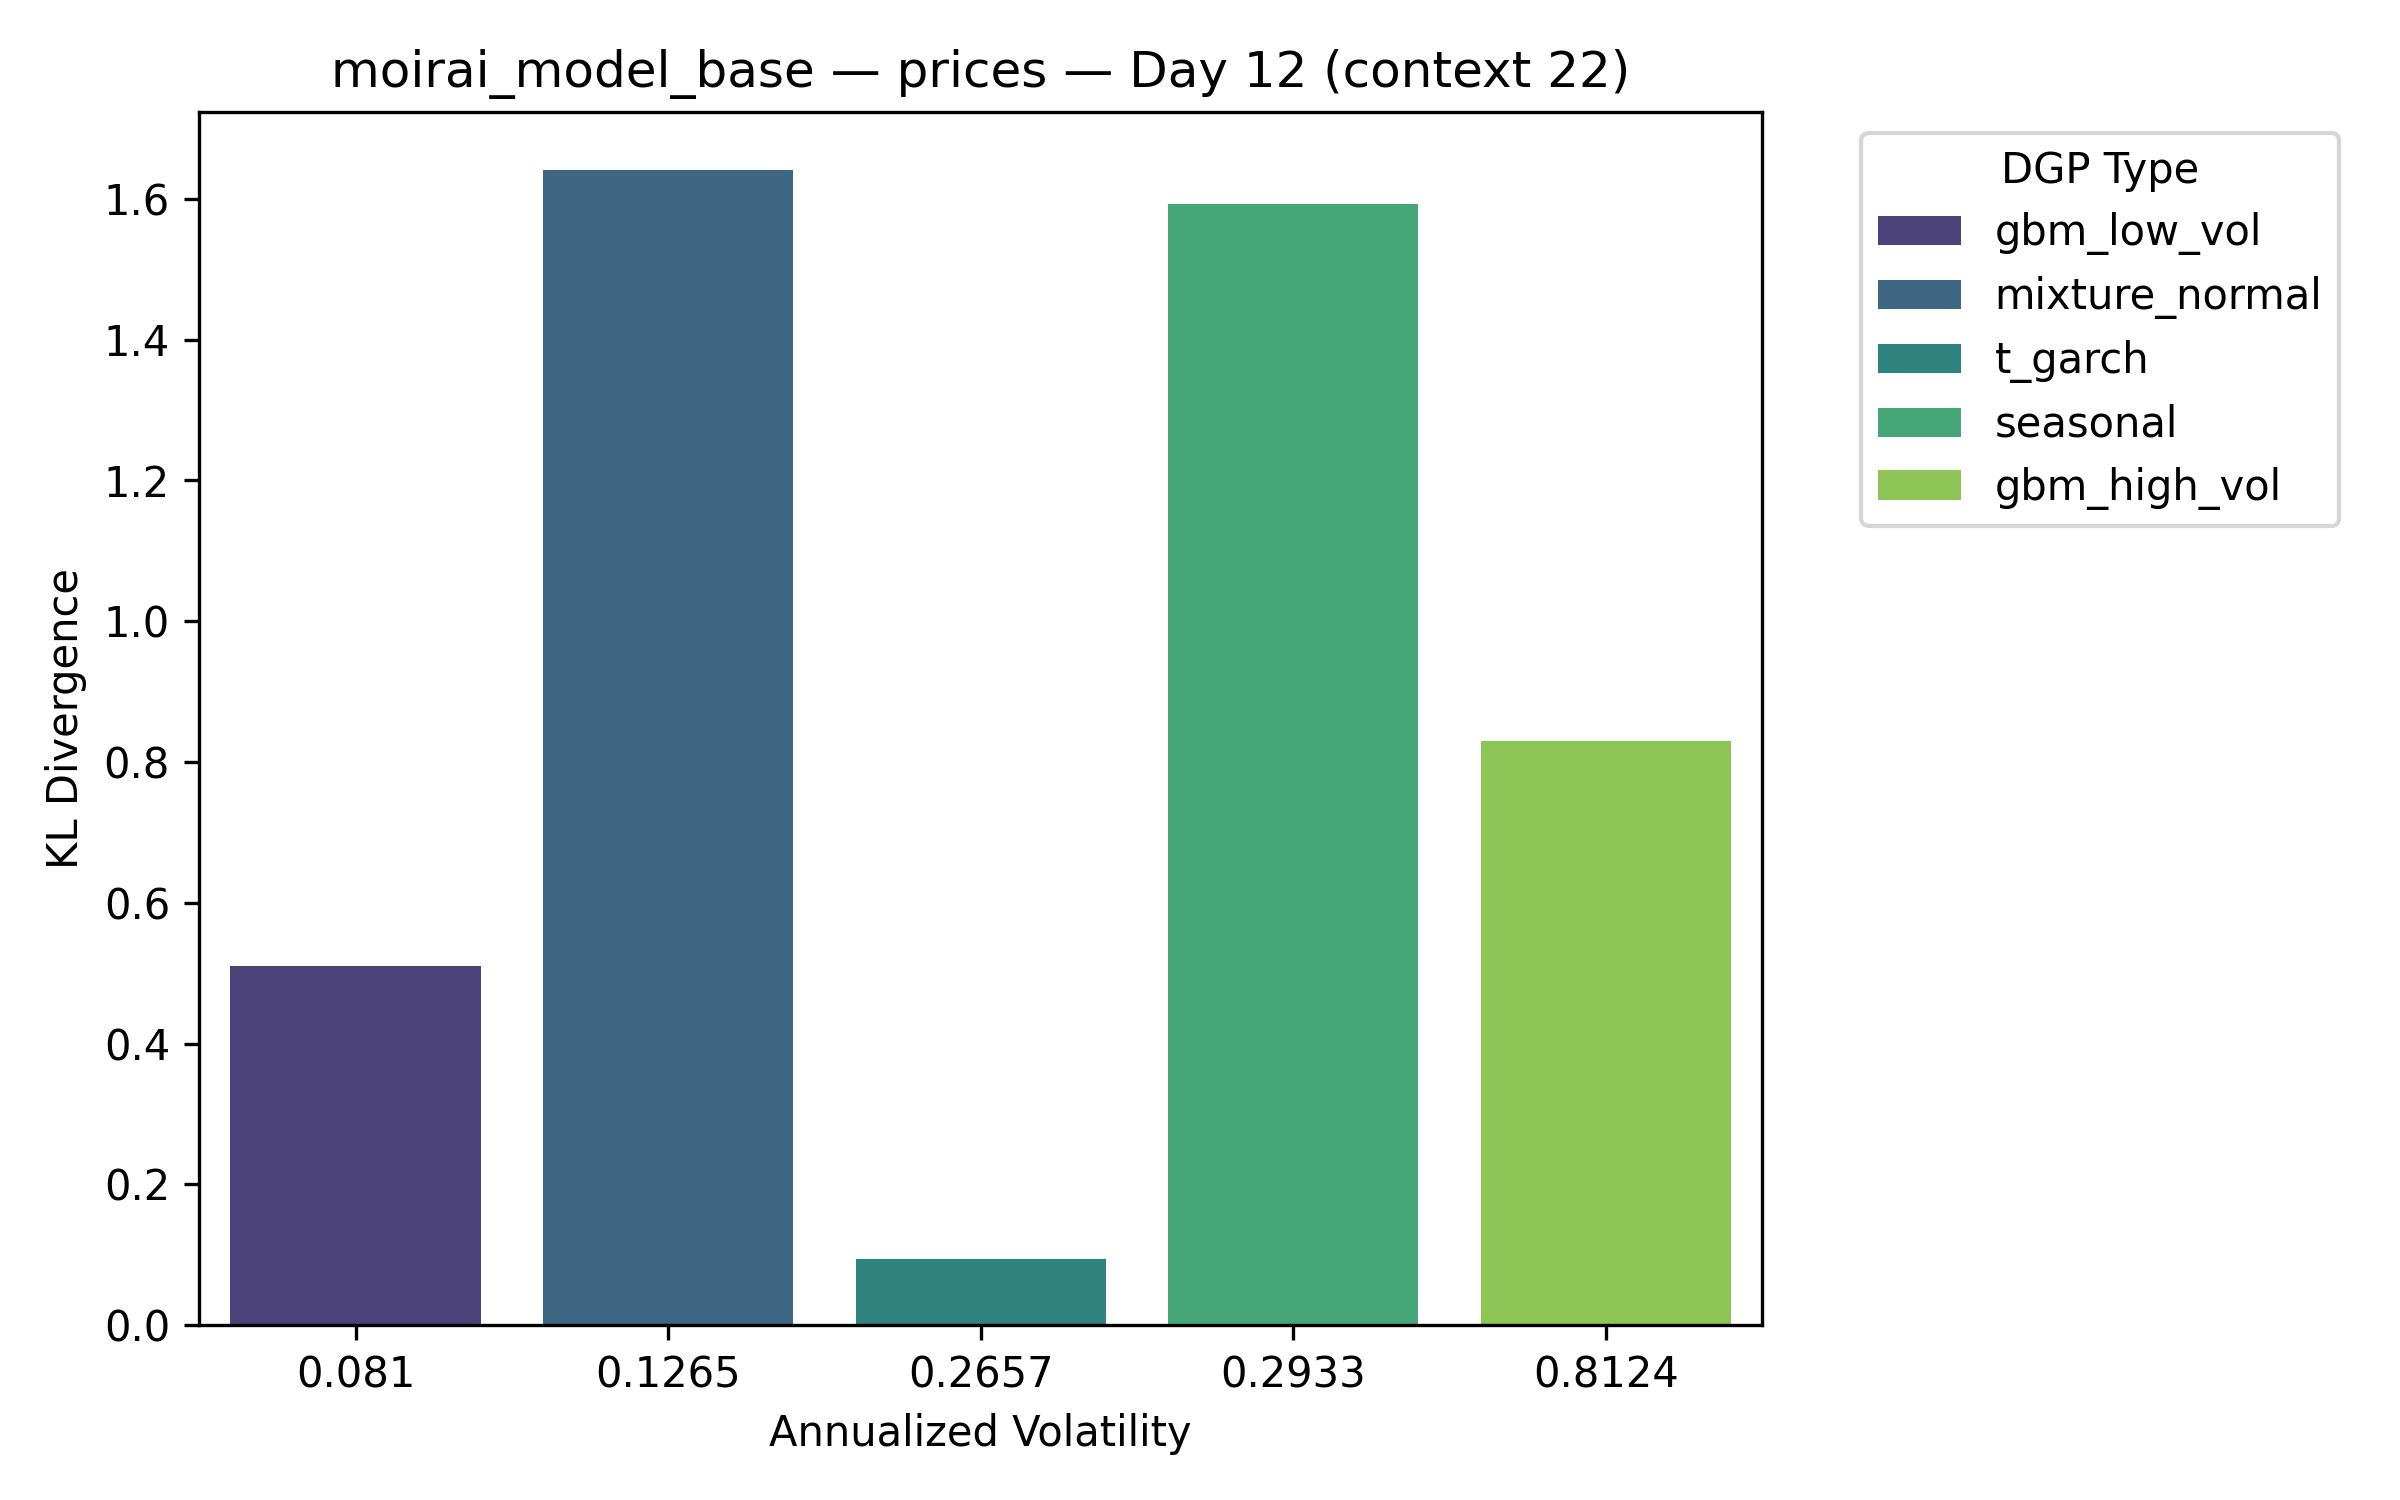 moirai_model_base — prices — Day 12 (context 22)
KL Divergence
1.6
1.4
1.2
1.0
0.8
0.6
0.4
0.2
0.0
0.081 0.1265 0.2657 0.2933 0.8124
Annualized Volatility
DGP Type
gbm_low_vol
mixture_normal
t_garch
seasonal
gbm_high_vol